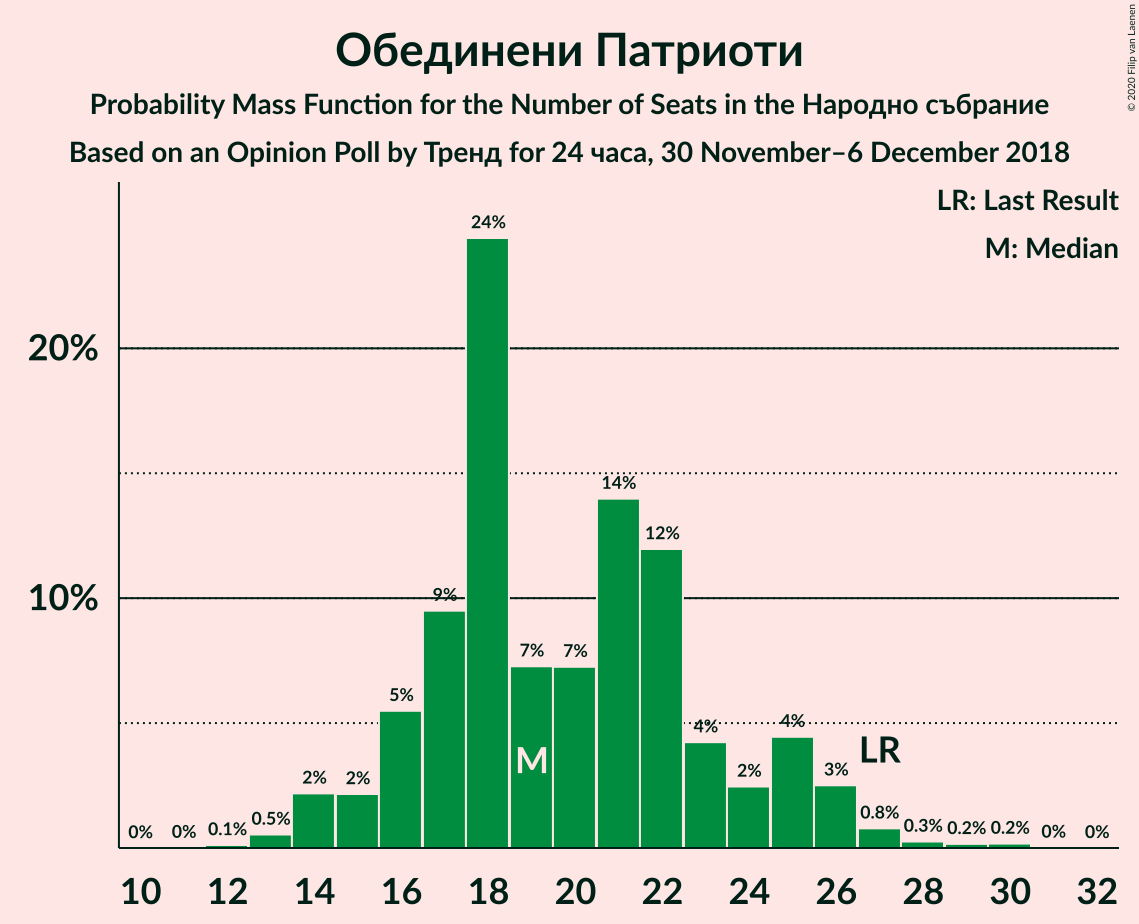 Обединени Патриоти
Probability Mass Function for the Number of Seats in the Народно събрание
Based on an Opinion Poll by Тренд for 24 часа, 30 November–6 December 2018
© 2020 Filip van Laenen
LR: Last Result
M: Median
20%
10%
0%
0%
0.1%
0.5%
2%
2%
5%
9%
24%
7%
7%
14%
12%
4%
2%
4%
3%
0.8%
0.3%
0.2%
0.2%
0%
0%
M
LR
10 12 14 16 18 20 22 24 26 28 30 32